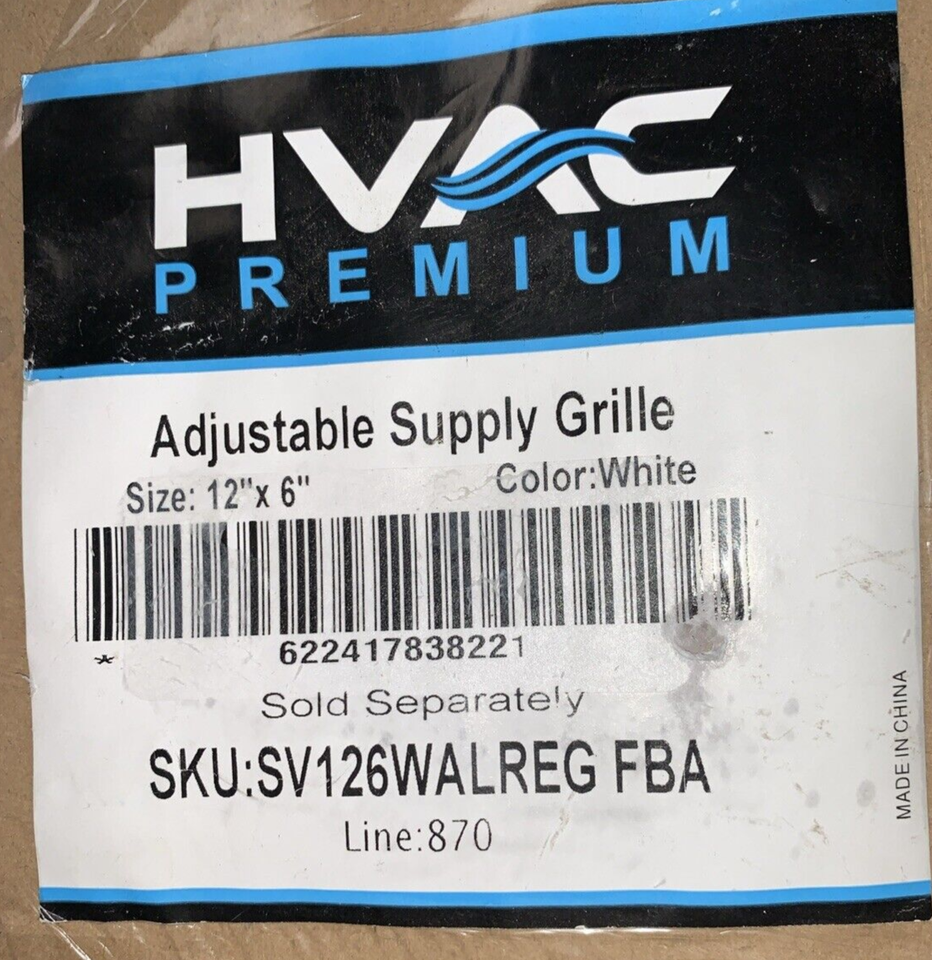 HVAC
PREMIUM
Adjustable Supply Grille
Size: 12"x 6" Color:White
* 622417838221
Sold Separately
SKU:SV126WALREG FBA
Line:870
MADE IN CHINA